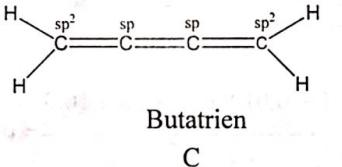 H sp² sp sp sp² H
C C C C
H H
Butatrien
C